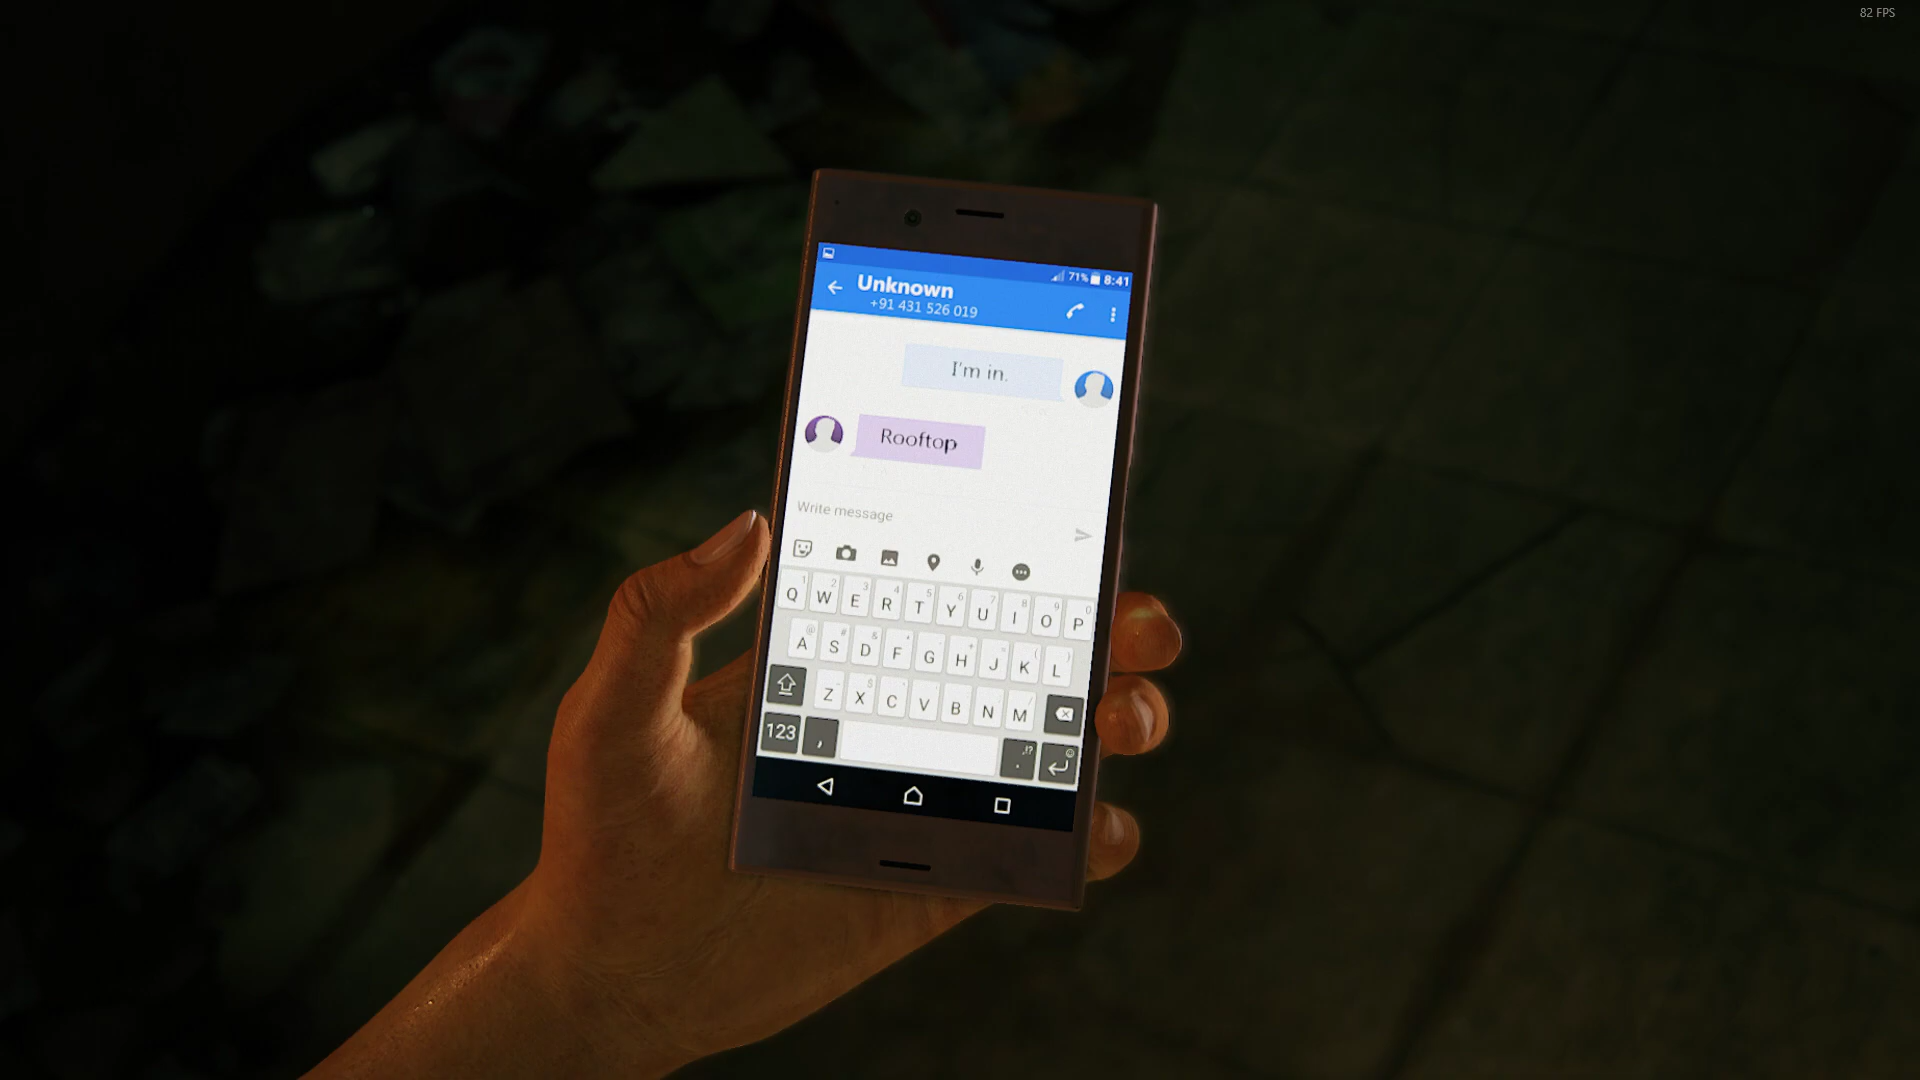 82 FPS
71% 8:41
Unknown
+91 431 526 019
I'm in.
Rooftop
Write message
Q W E R T Y U I O P
A S D F G H J K L
Z X C V B N M
123 , .